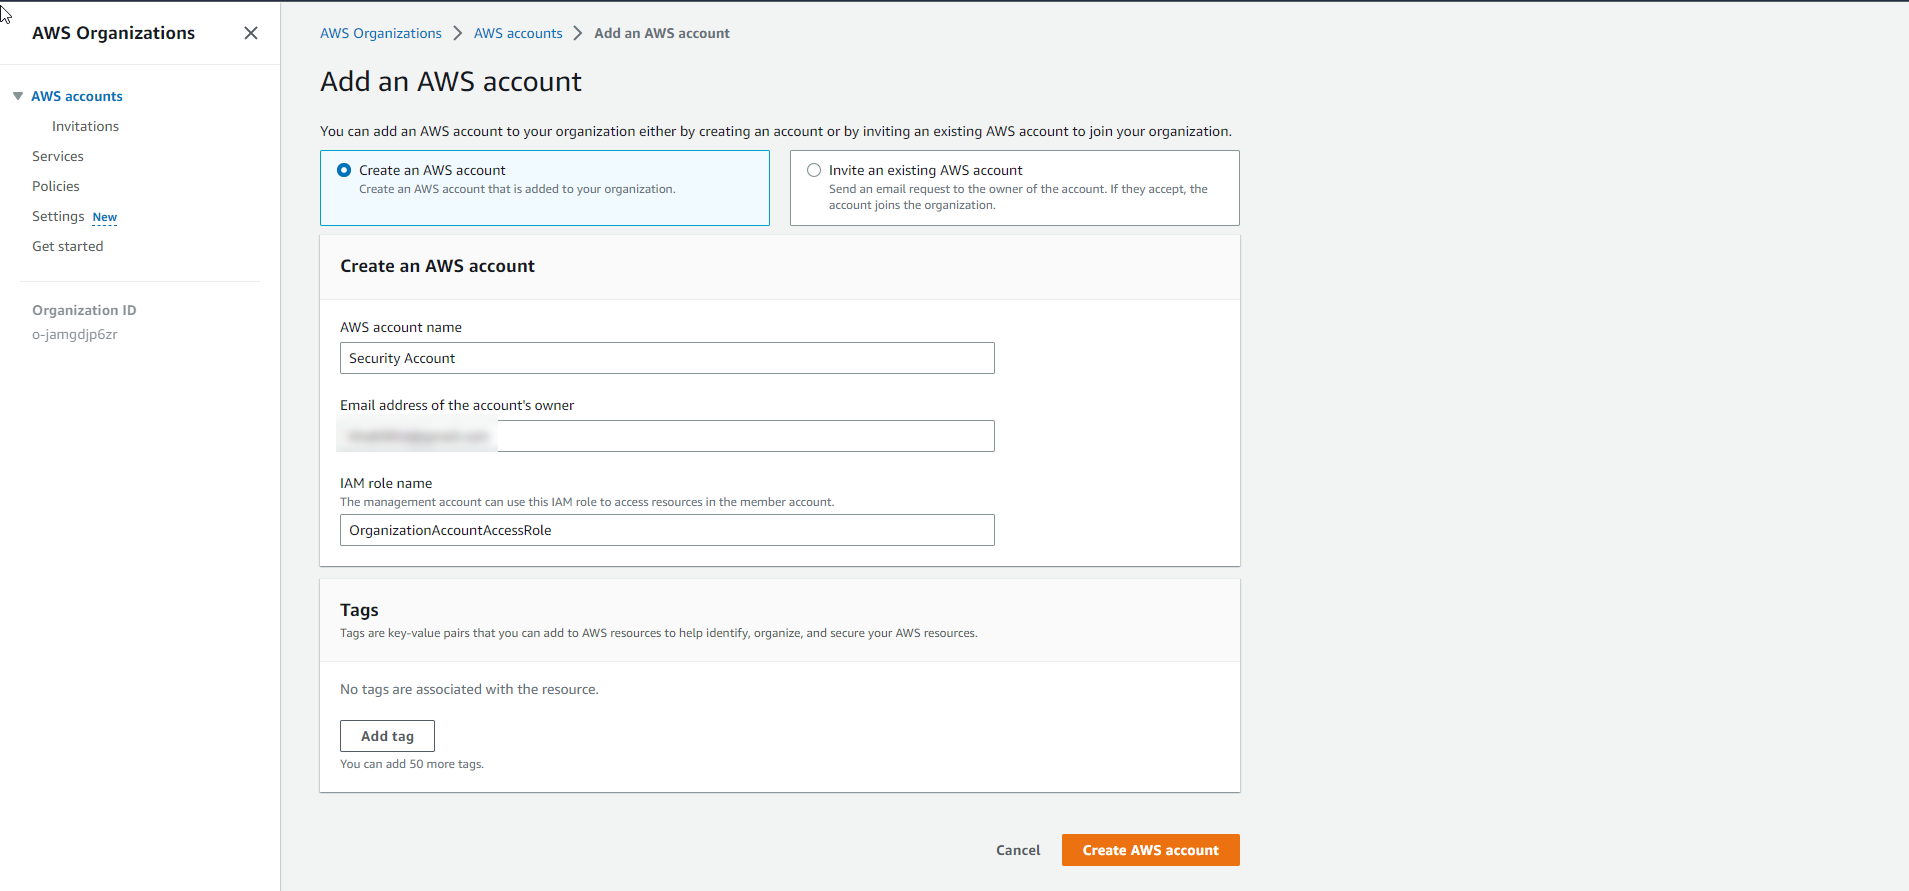 AWS Organizations
AWS accounts
Invitations
Services
Policies
Settings New
Get started
Organization ID
o-jamgdjp6zr
AWS Organizations AWS accounts Add an AWS account
Add an AWS account
You can add an AWS account to your organization either by creating an account or by inviting an existing AWS account to join your organization.
Create an AWS account
Create an AWS account that is added to your organization.
Invite an existing AWS account
Send an email request to the owner of the account. If they accept, the
account joins the organization.
Create an AWS account
AWS account name
Security Account
Email address of the account's owner
IAM role name
The management account can use this IAM role to access resources in the member account.
OrganizationAccountAccessRole
Tags
Tags are key-value pairs that you can add to AWS resources to help identify, organize, and secure your AWS resources.
No tags are associated with the resource.
Add tag
You can add 50 more tags.
Cancel
Create AWS account